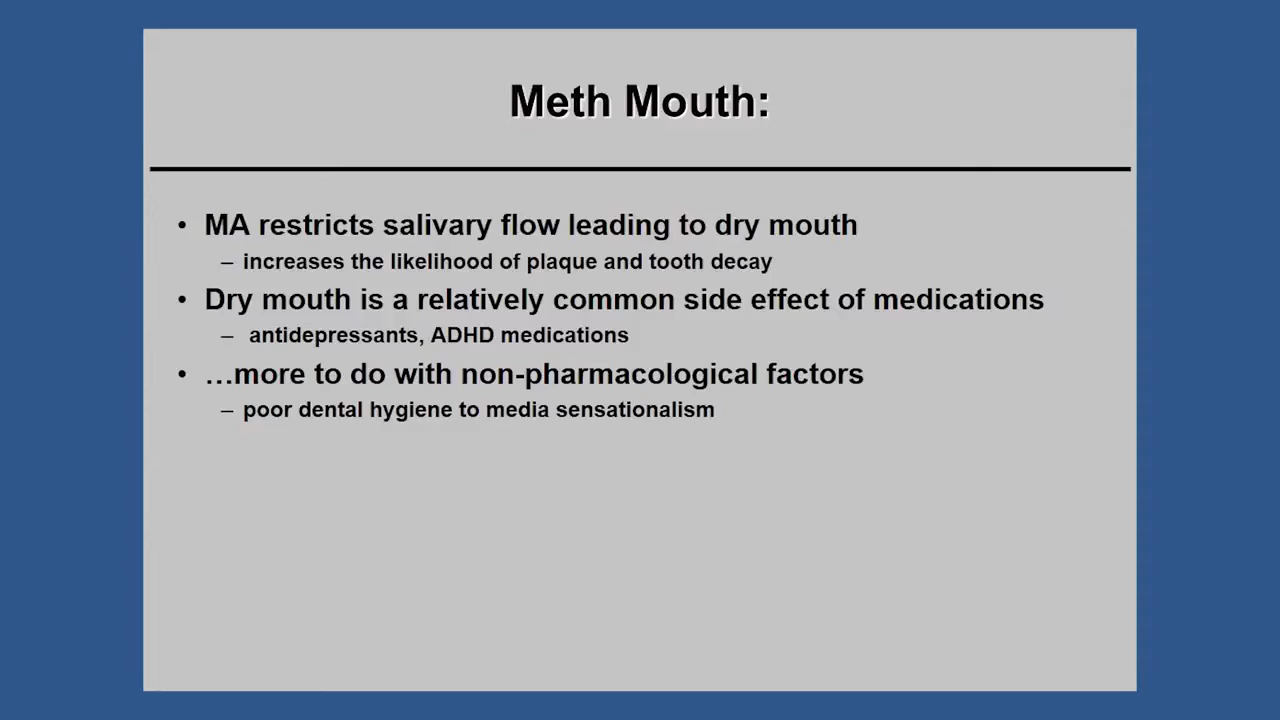 Meth Mouth:
• MA restricts salivary flow leading to dry mouth
– increases the likelihood of plaque and tooth decay
• Dry mouth is a relatively common side effect of medications
– antidepressants, ADHD medications
• …more to do with non-pharmacological factors
– poor dental hygiene to media sensationalism